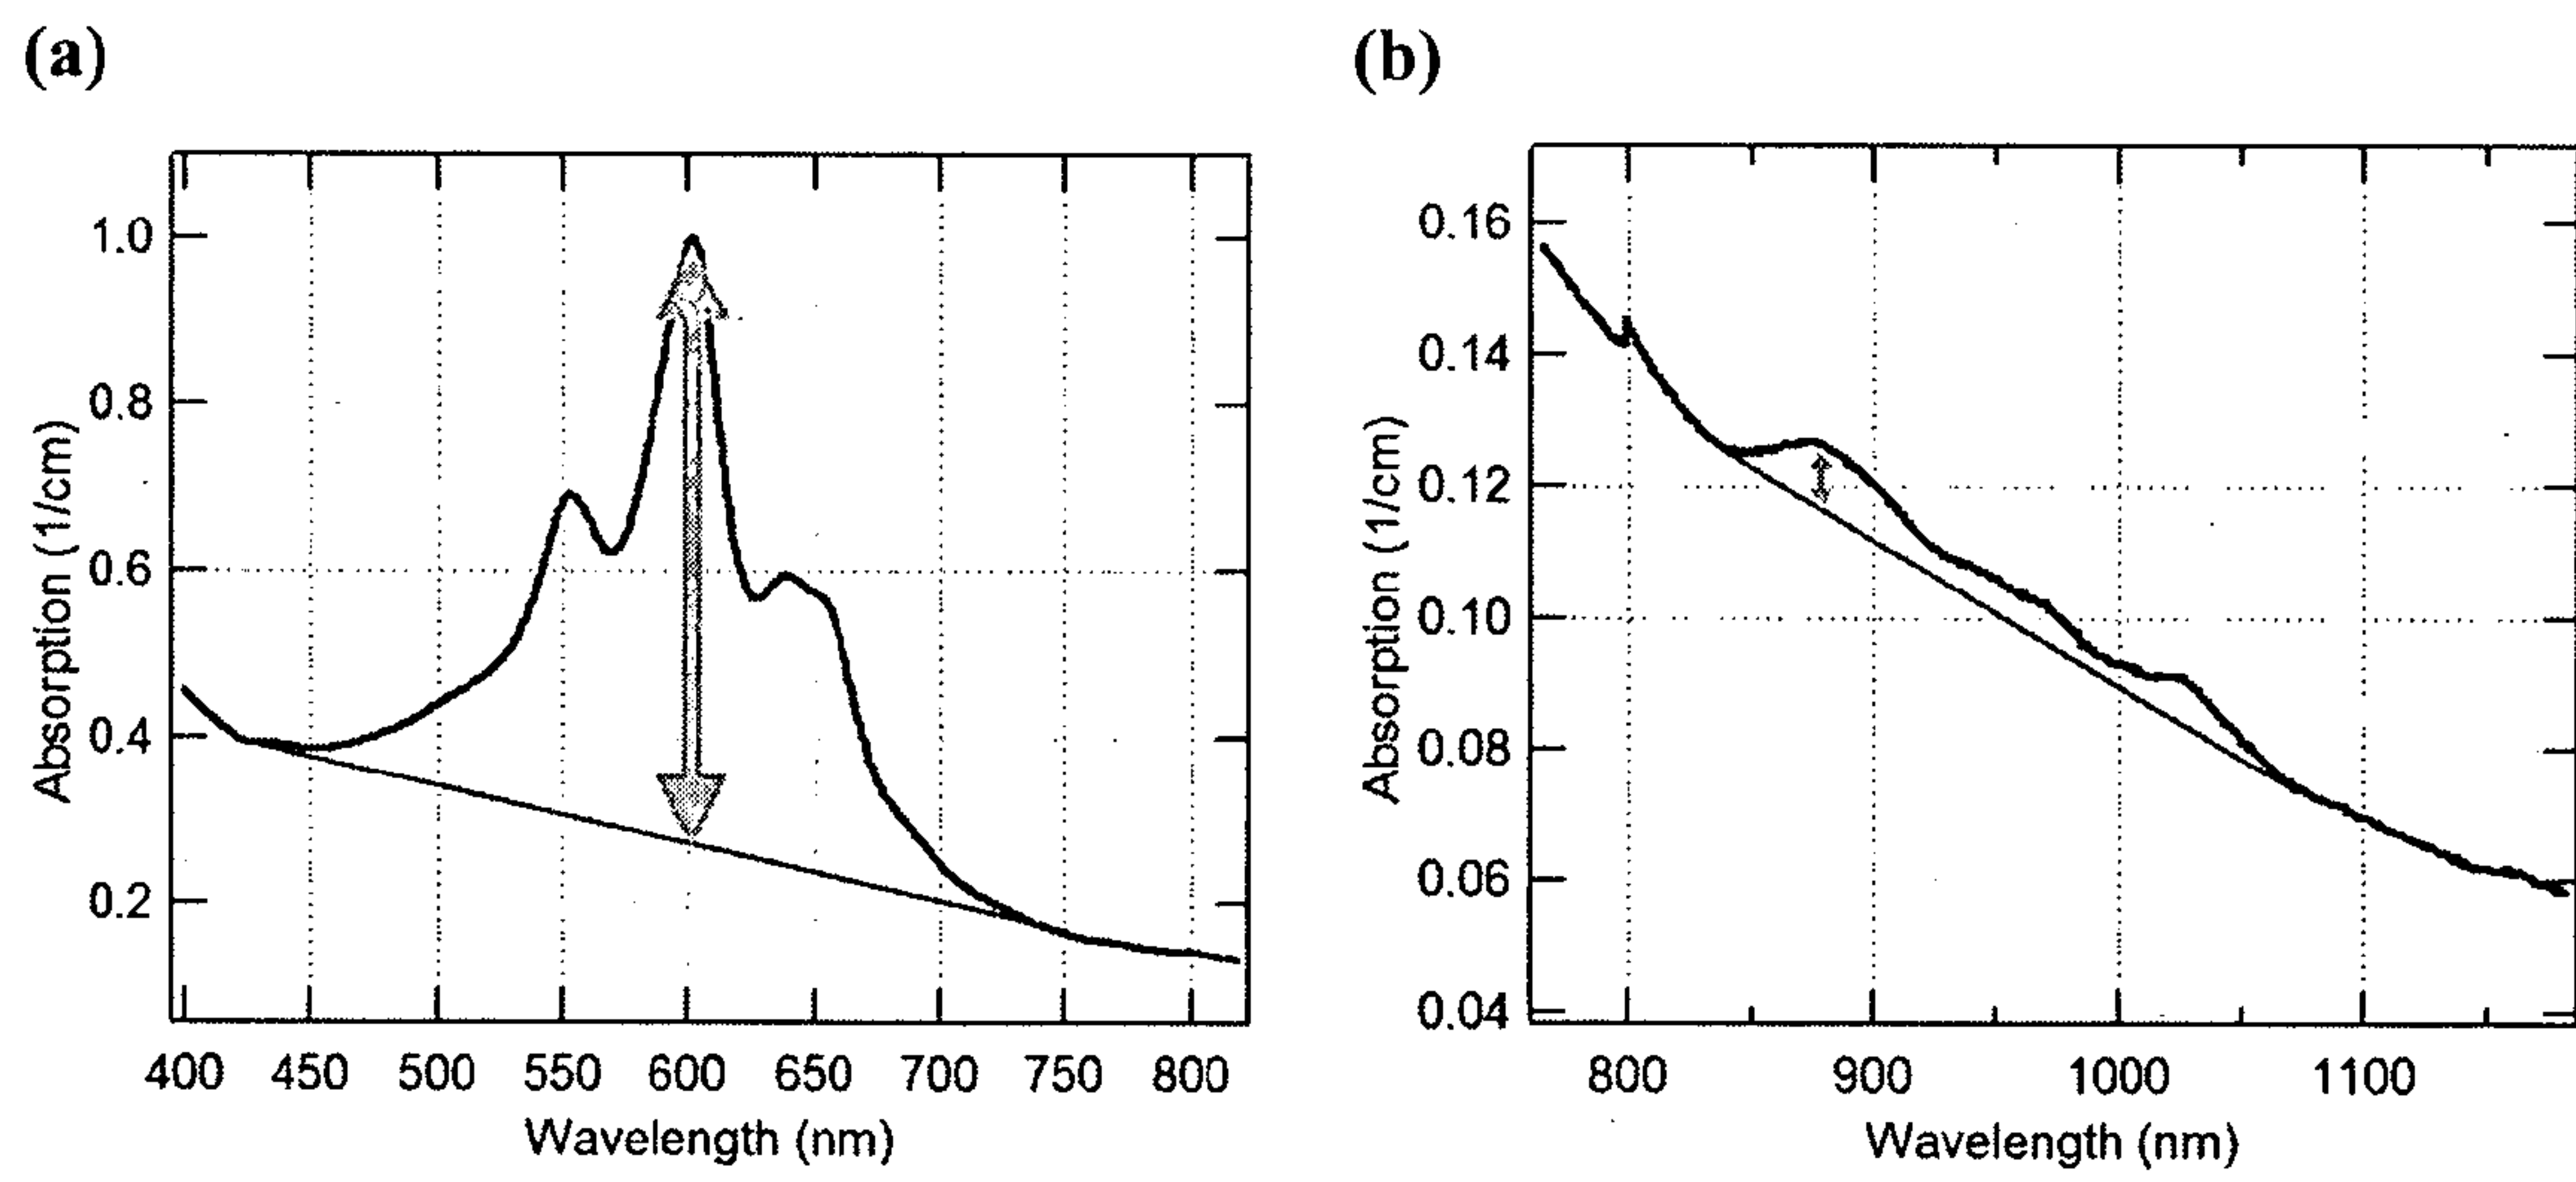 (a)
1.0
0.8
0.6
0.4
0.2
Absorption (1/cm)
400 450 500 550 600 650 700 750 800
Wavelength (nm)
(b)
0.16
0.14
0.12
0.10
0.08
0.06
0.04
Absorption (1/cm)
800 900 1000 1100
Wavelength (nm)